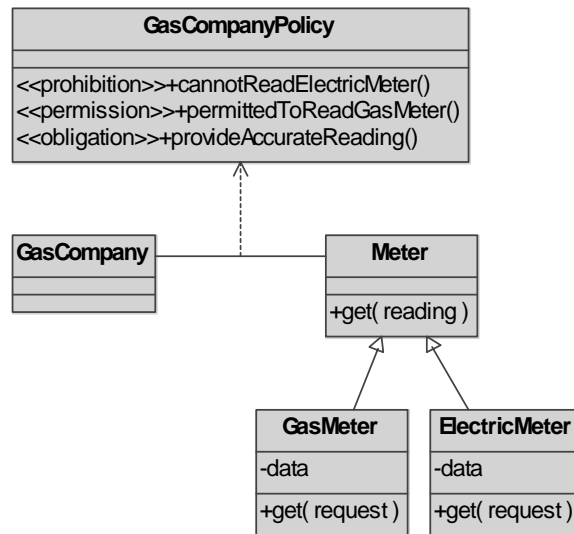 GasCompanyPolicy
<<prohibition>>+cannotReadElectricMeter()
<<permission>>+permittedToReadGasMeter()
<<obligation>>+provideAccurateReading()
GasCompany
Meter
+get( reading )
GasMeter
-data
+get( request )
ElectricMeter
-data
+get( request )